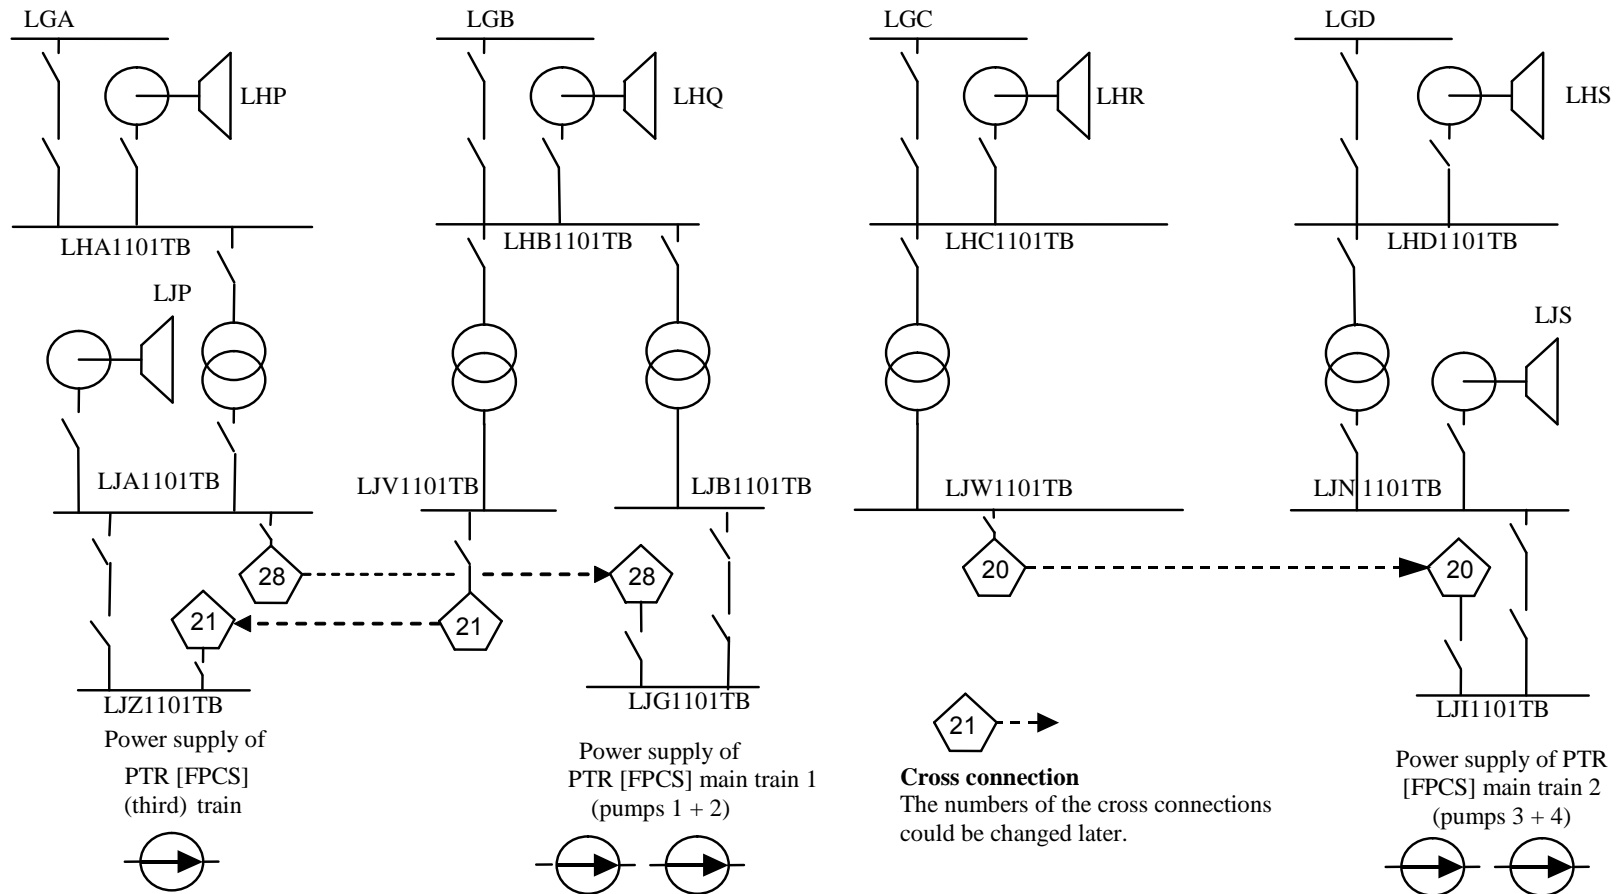 LGA
LGB
LGC
LGD
LHP
LHQ
LHR
LHS
LHA1101TB
LHB1101TB
LHC1101TB
LHD1101TB
LJP
LJS
LJA1101TB
LJV1101TB
LJB1101TB
LJW1101TB
LJN 1101TB
28
28
20
20
21
21
LJZ1101TB
LJG1101TB
LJI1101TB
Power supply of
PTR [FPCS]
(third) train
Power supply of
PTR [FPCS] main train 1
(pumps 1 + 2)
21
Cross connection
The numbers of the cross connections
could be changed later.
Power supply of PTR
[FPCS] main train 2
(pumps 3 + 4)